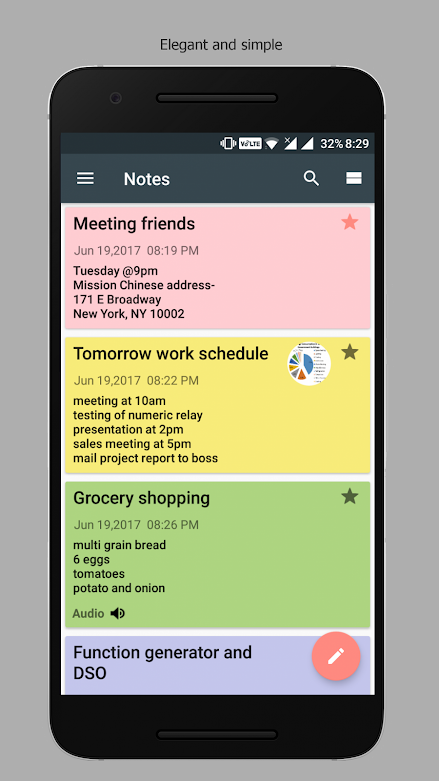 Elegant and simple
VoLTE 32% 8:29
Notes
Meeting friends
Jun 19,2017 08:19 PM
Tuesday @9pm
Mission Chinese address-
171 E Broadway
New York, NY 10002
Tomorrow work schedule
Jun 19,2017 08:22 PM
meeting at 10am
testing of numeric relay
presentation at 2pm
sales meeting at 5pm
mail project report to boss
Grocery shopping
Jun 19,2017 08:26 PM
multi grain bread
6 eggs
tomatoes
potato and onion
Audio
Function generator and
DSO